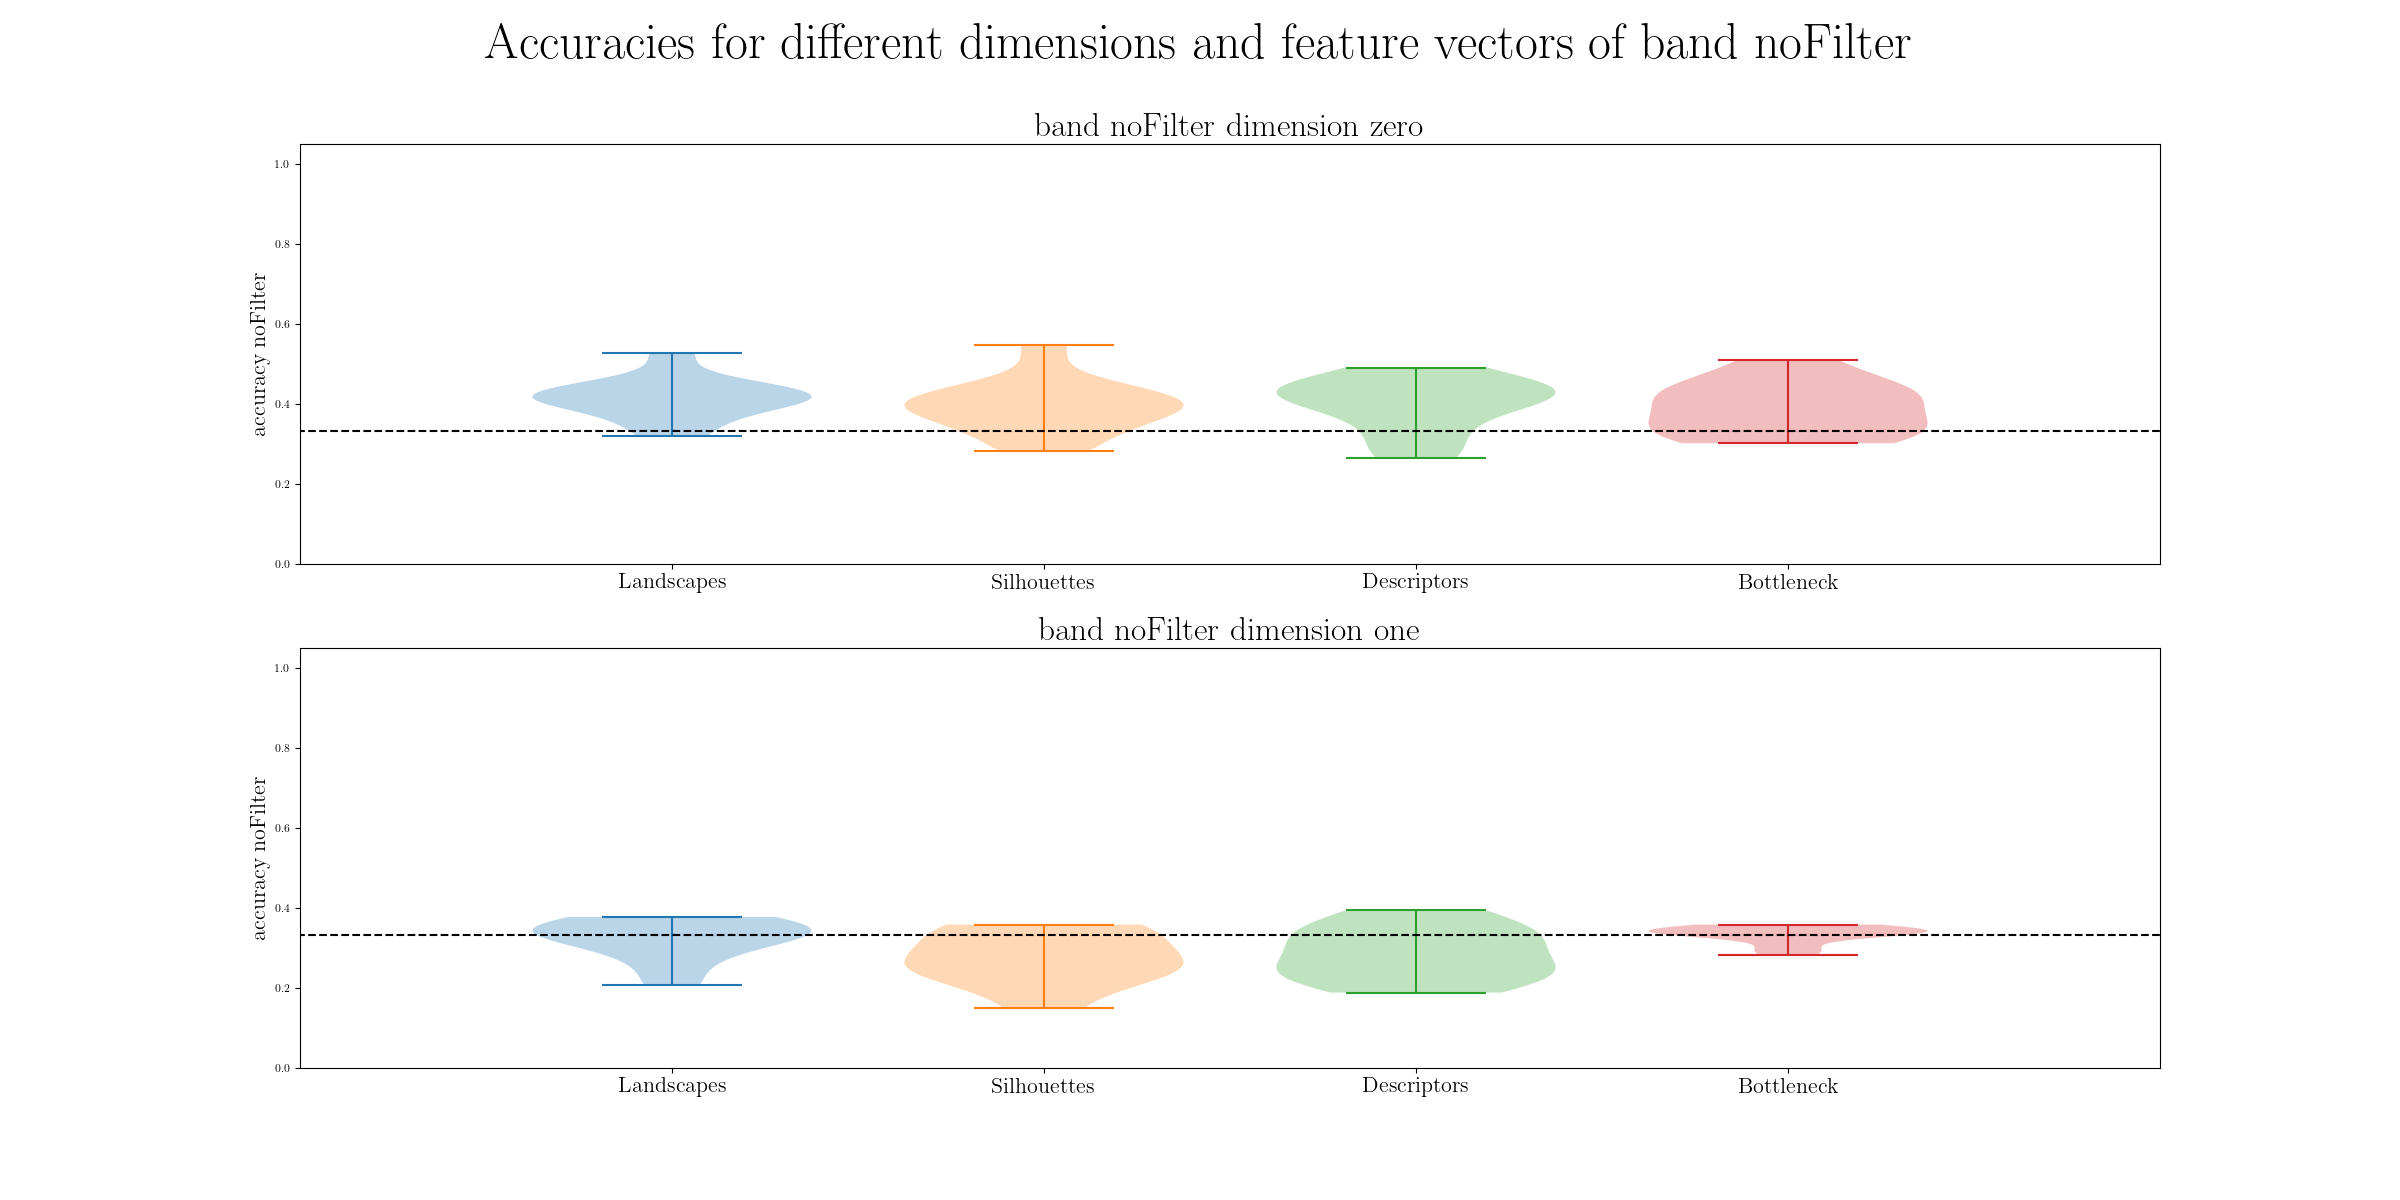 Accuracies for different dimensions and feature vectors of band noFilter
band noFilter dimension zero
accuracy noFilter
1.0
0.8
0.6
0.4
0.2
0.0
Landscapes Silhouettes Descriptors Bottleneck
band noFilter dimension one
accuracy noFilter
1.0
0.8
0.6
0.4
0.2
0.0
Landscapes Silhouettes Descriptors Bottleneck